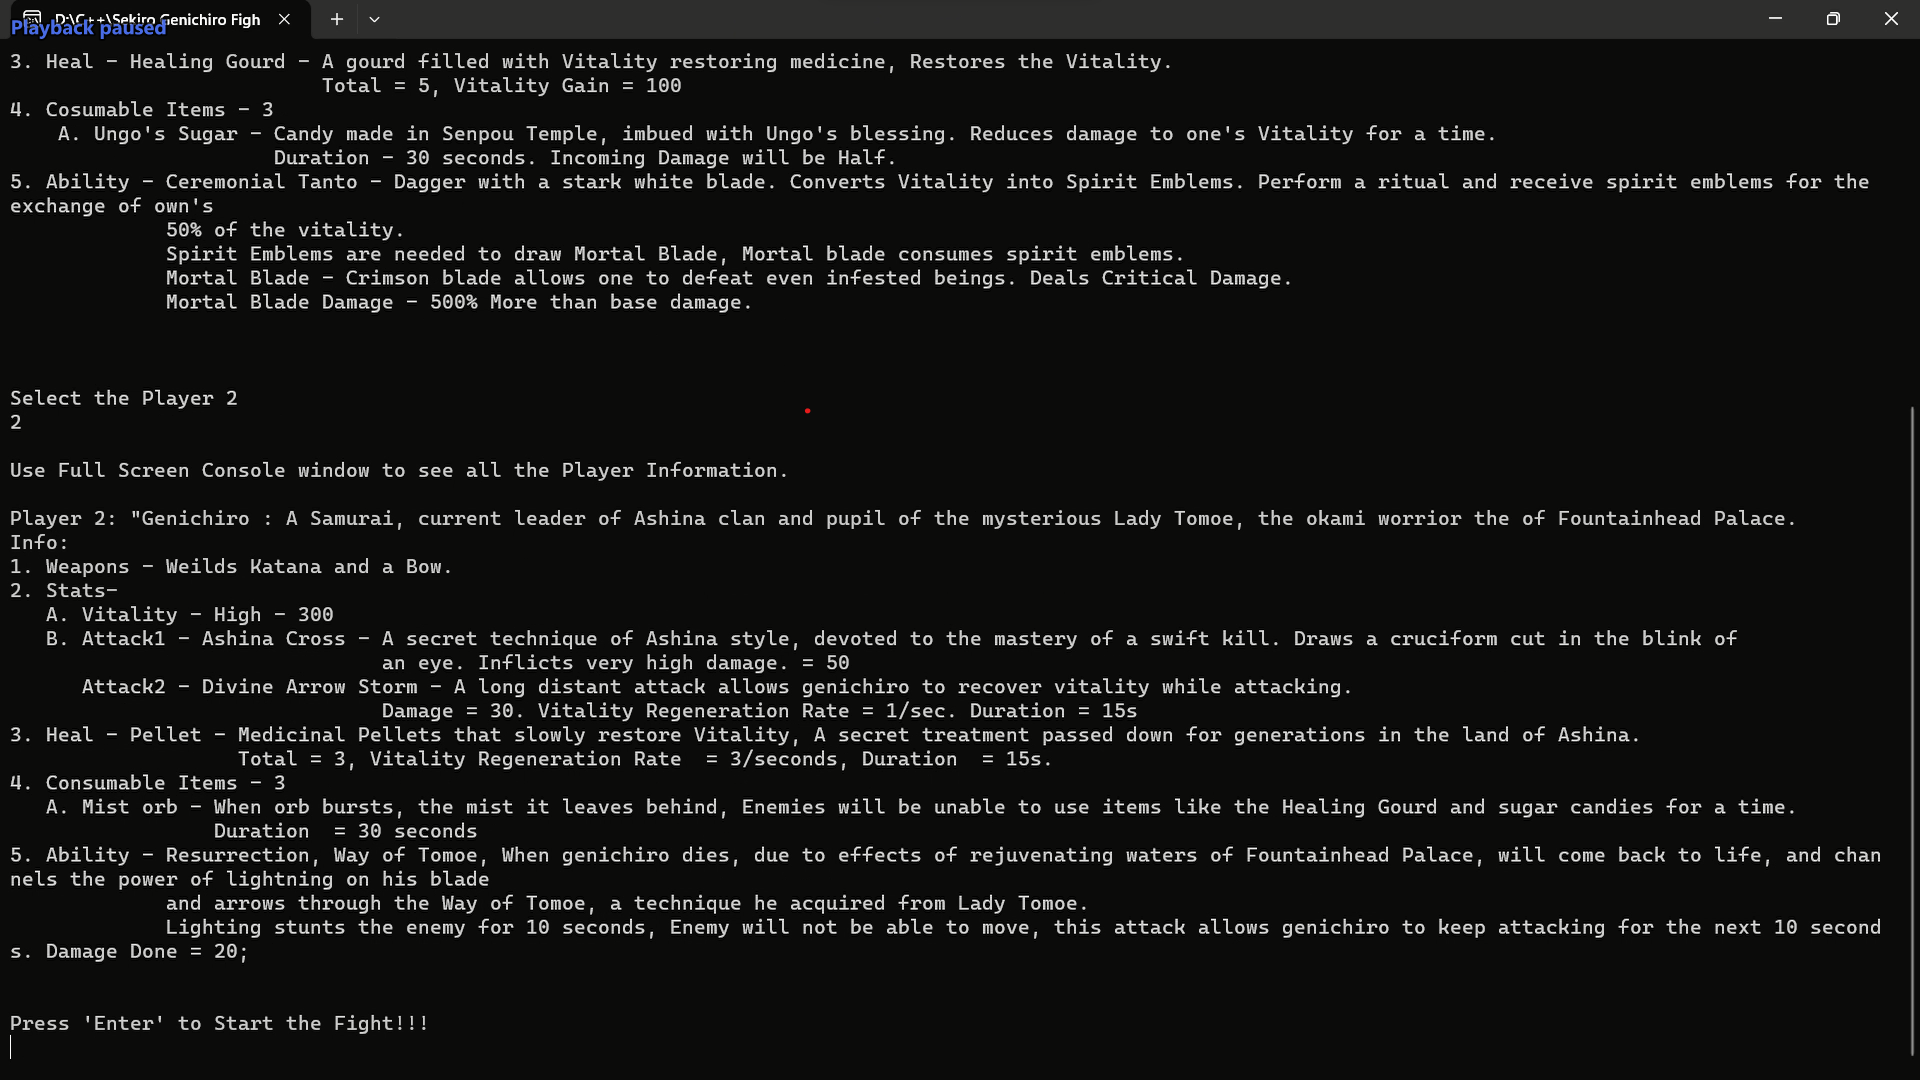 D:\C++\Sekiro Genichiro Figh
Playback paused
3. Heal - Healing Gourd - A gourd filled with Vitality restoring medicine, Restores the Vitality.
Total = 5, Vitality Gain = 100
4. Cosumable Items - 3
A. Ungo's Sugar - Candy made in Senpou Temple, imbued with Ungo's blessing. Reduces damage to one's Vitality for a time.
Duration - 30 seconds. Incoming Damage will be Half.
5. Ability - Ceremonial Tanto - Dagger with a stark white blade. Converts Vitality into Spirit Emblems. Perform a ritual and receive spirit emblems for the
exchange of own's
50% of the vitality.
Spirit Emblems are needed to draw Mortal Blade, Mortal blade consumes spirit emblems.
Mortal Blade - Crimson blade allows one to defeat even infested beings. Deals Critical Damage.
Mortal Blade Damage - 500% More than base damage.
Select the Player 2
2
Use Full Screen Console window to see all the Player Information.
Player 2: "Genichiro : A Samurai, current leader of Ashina clan and pupil of the mysterious Lady Tomoe, the okami worrior the of Fountainhead Palace.
Info:
1. Weapons - Weilds Katana and a Bow.
2. Stats-
A. Vitality - High - 300
B. Attack1 - Ashina Cross - A secret technique of Ashina style, devoted to the mastery of a swift kill. Draws a cruciform cut in the blink of
an eye. Inflicts very high damage. = 50
Attack2 - Divine Arrow Storm - A long distant attack allows genichiro to recover vitality while attacking.
Damage = 30. Vitality Regeneration Rate = 1/sec. Duration = 15s
3. Heal - Pellet - Medicinal Pellets that slowly restore Vitality, A secret treatment passed down for generations in the land of Ashina.
Total = 3, Vitality Regeneration Rate  = 3/seconds, Duration  = 15s.
4. Consumable Items - 3
A. Mist orb - When orb bursts, the mist it leaves behind, Enemies will be unable to use items like the Healing Gourd and sugar candies for a time.
Duration  = 30 seconds
5. Ability - Resurrection, Way of Tomoe, When genichiro dies, due to effects of rejuvenating waters of Fountainhead Palace, will come back to life, and chan
nels the power of lightning on his blade
and arrows through the Way of Tomoe, a technique he acquired from Lady Tomoe.
Lighting stunts the enemy for 10 seconds, Enemy will not be able to move, this attack allows genichiro to keep attacking for the next 10 second
s. Damage Done = 20;
Press 'Enter' to Start the Fight!!!